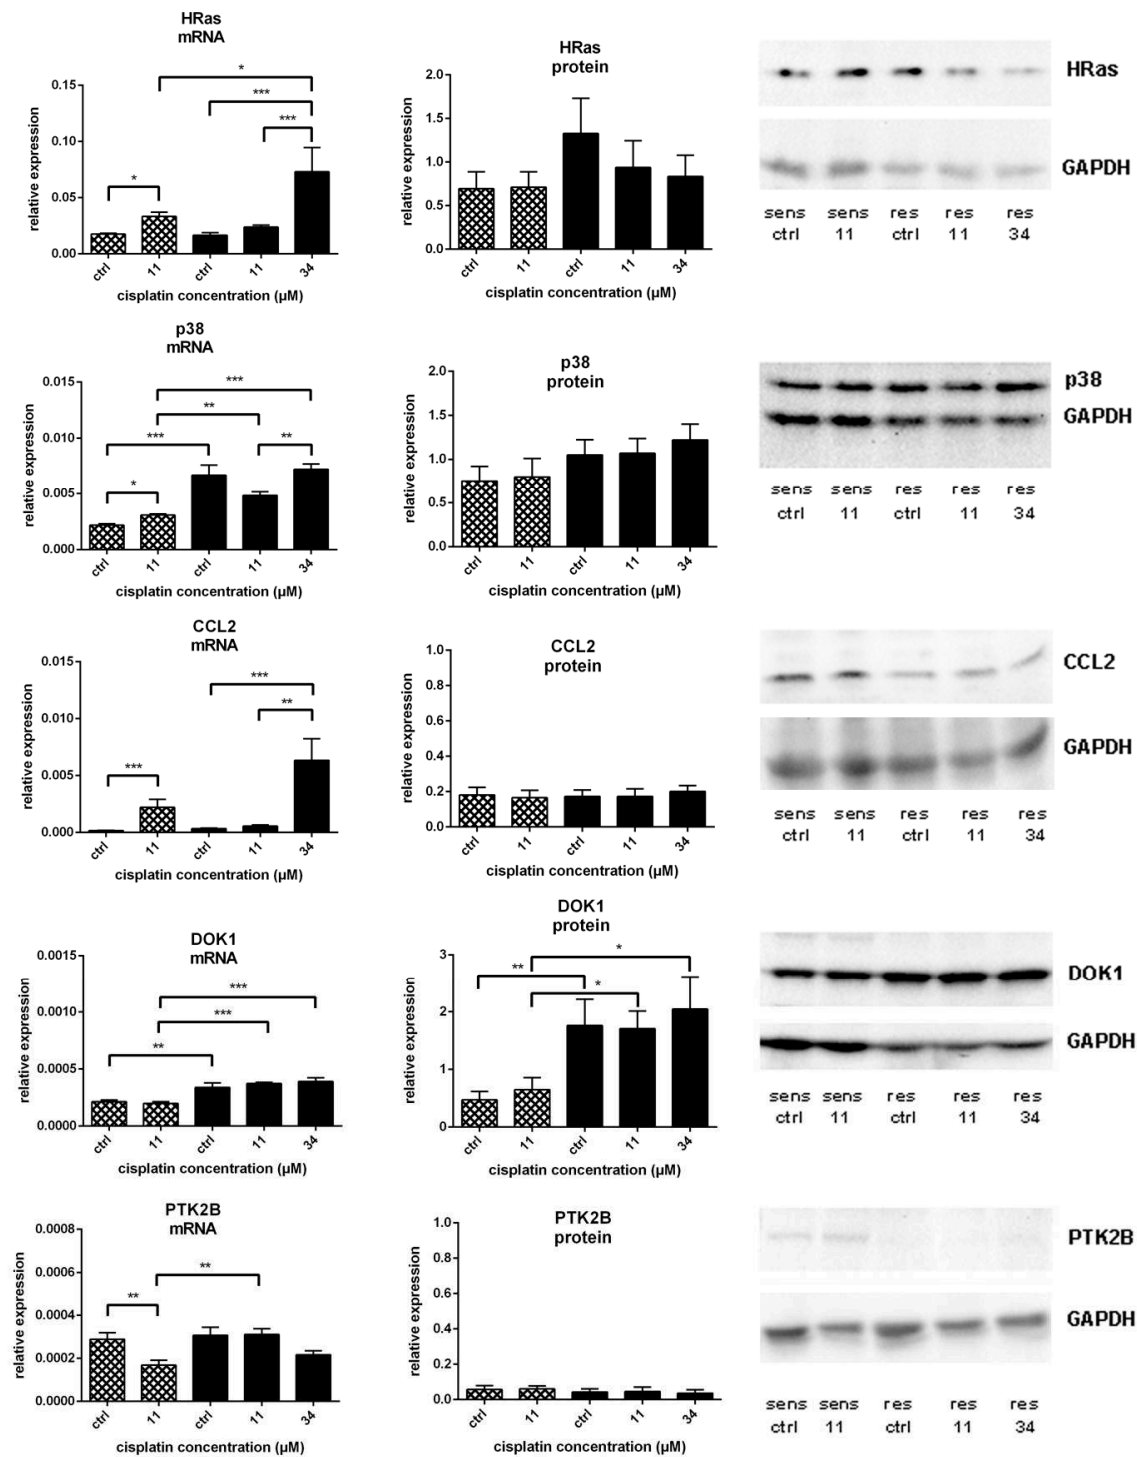 HRas
mRNA
relative expression
0.15
0.10
0.05
0.00
*
***
***
*
ctrl 11 ctrl 11 34
cisplatin concentration (µM)
HRas
protein
relative expression
2.0
1.5
1.0
0.5
0.0
ctrl 11 ctrl 11 34
cisplatin concentration (µM)
HRas
GAPDH
sens sens res res res
ctrl 11 ctrl 11 34
p38
mRNA
relative expression
0.015
0.010
0.005
0.000
***
**
***
**
*
ctrl 11 ctrl 11 34
cisplatin concentration (µM)
p38
protein
relative expression
2.0
1.5
1.0
0.5
0.0
ctrl 11 ctrl 11 34
cisplatin concentration (µM)
p38
GAPDH
sens sens res res res
ctrl 11 ctrl 11 34
CCL2
mRNA
relative expression
0.015
0.010
0.005
0.000
***
**
***
ctrl 11 ctrl 11 34
cisplatin concentration (µM)
CCL2
protein
relative expression
1.0
0.8
0.6
0.4
0.2
0.0
ctrl 11 ctrl 11 34
cisplatin concentration (µM)
CCL2
GAPDH
sens sens res res res
ctrl 11 ctrl 11 34
DOK1
mRNA
relative expression
0.0015
0.0010
0.0005
0.0000
***
***
**
ctrl 11 ctrl 11 34
cisplatin concentration (µM)
DOK1
protein
relative expression
3
2
1
0
*
**
*
ctrl 11 ctrl 11 34
cisplatin concentration (µM)
DOK1
GAPDH
sens sens res res res
ctrl 11 ctrl 11 34
PTK2B
mRNA
relative expression
0.0008
0.0006
0.0004
0.0002
0.0000
**
**
ctrl 11 ctrl 11 34
cisplatin concentration (µM)
PTK2B
protein
relative expression
1.0
0.8
0.6
0.4
0.2
0.0
ctrl 11 ctrl 11 34
cisplatin concentration (µM)
PTK2B
GAPDH
sens sens res res res
ctrl 11 ctrl 11 34